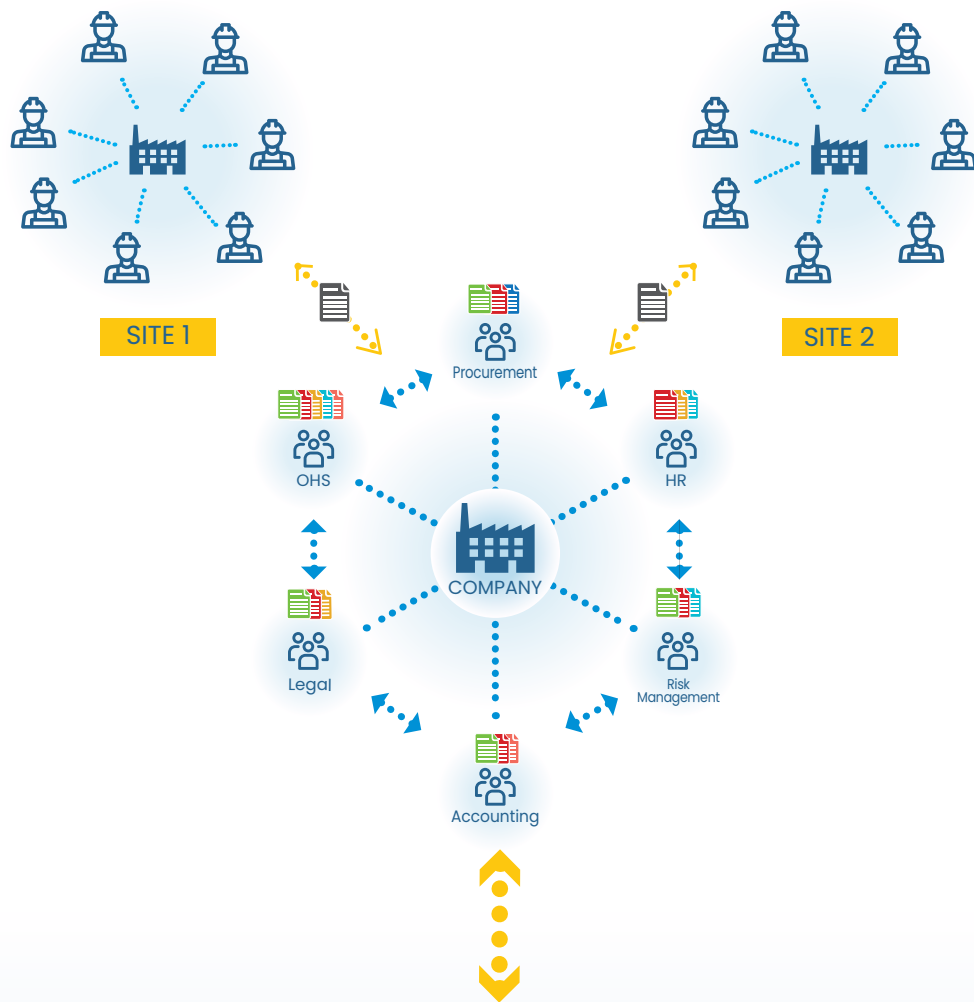 SITE 1
SITE 2
Procurement
OHS
HR
COMPANY
Legal
Risk
Management
Accounting